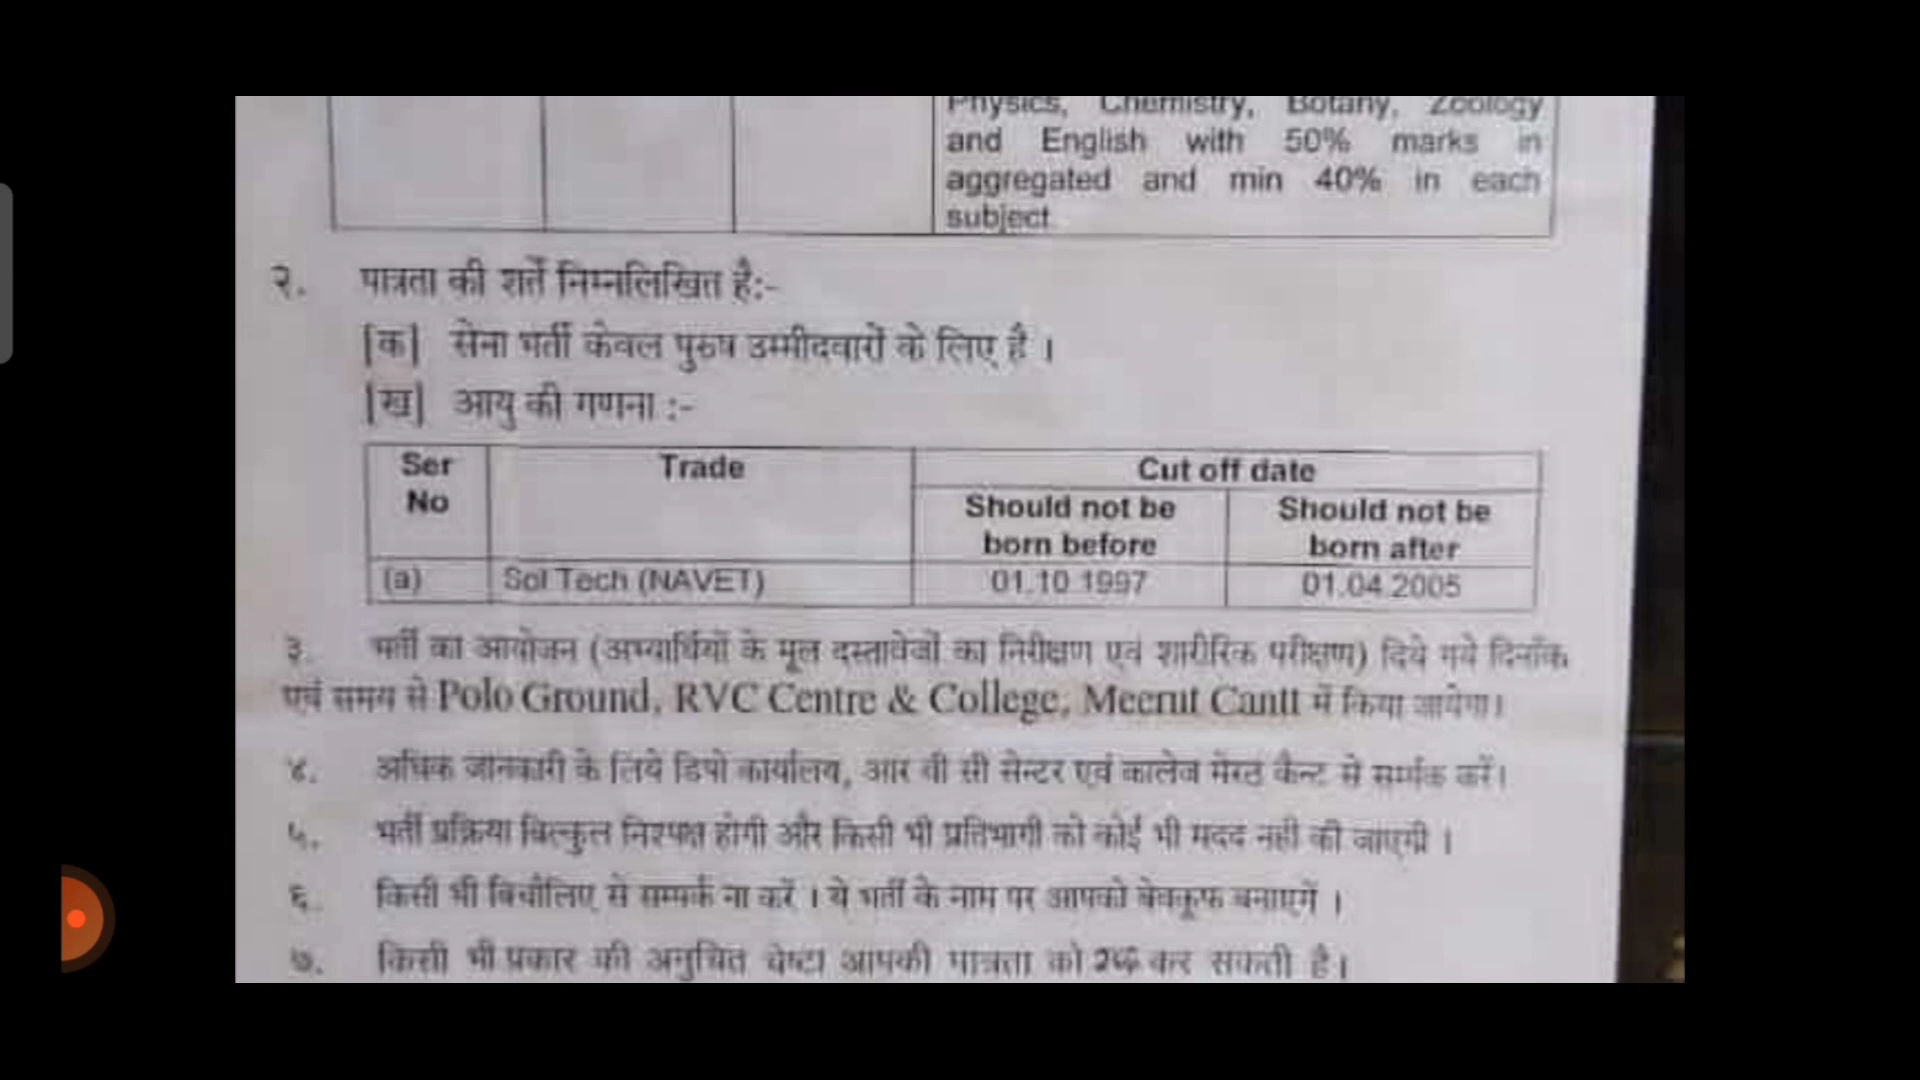 Physics, Chemistry, Botany, Zoology
and English with 50% marks in
aggregated and min 40% in each
subject
२. पात्रता की शर्ते निम्नलिखित है:-
[क] सेना भर्ती केवल पुरुष उम्मीदवारों के लिए है ।
[ख] आयु की गणना :-
Ser No Trade Cut off date
Should not be born before Should not be born after
(a) Sol Tech (NAVET) 01.10.1997 01.04.2005
३. भर्ती का आयोजन (अभ्यार्थियों के मूल दस्तावेजों का निरीक्षण एवं शारीरिक परीक्षण) दिये गये दिनाँक
एवं समय से Polo Ground, RVC Centre & College, Meerut Cantt में किया जायेगा।
४. अधिक जानकारी के लिये डिपो कार्यालय, आर वी सी सेन्टर एवं कालेज मेरठ कैन्ट से सर्म्पक करें।
५. भर्ती प्रक्रिया बिल्कुल निश्पक्ष होगी और किसी भी प्रतिभागी को कोई भी मदद नही की जाएगी ।
६. किसी भी बिचौलिए से सम्पर्क ना करें । ये भर्ती के नाम पर आपको बेवकूफ बनाएगें ।
७. किसी भी प्रकार की अनुचित चेष्टा आपकी पात्रता को रद्द कर सकती है।